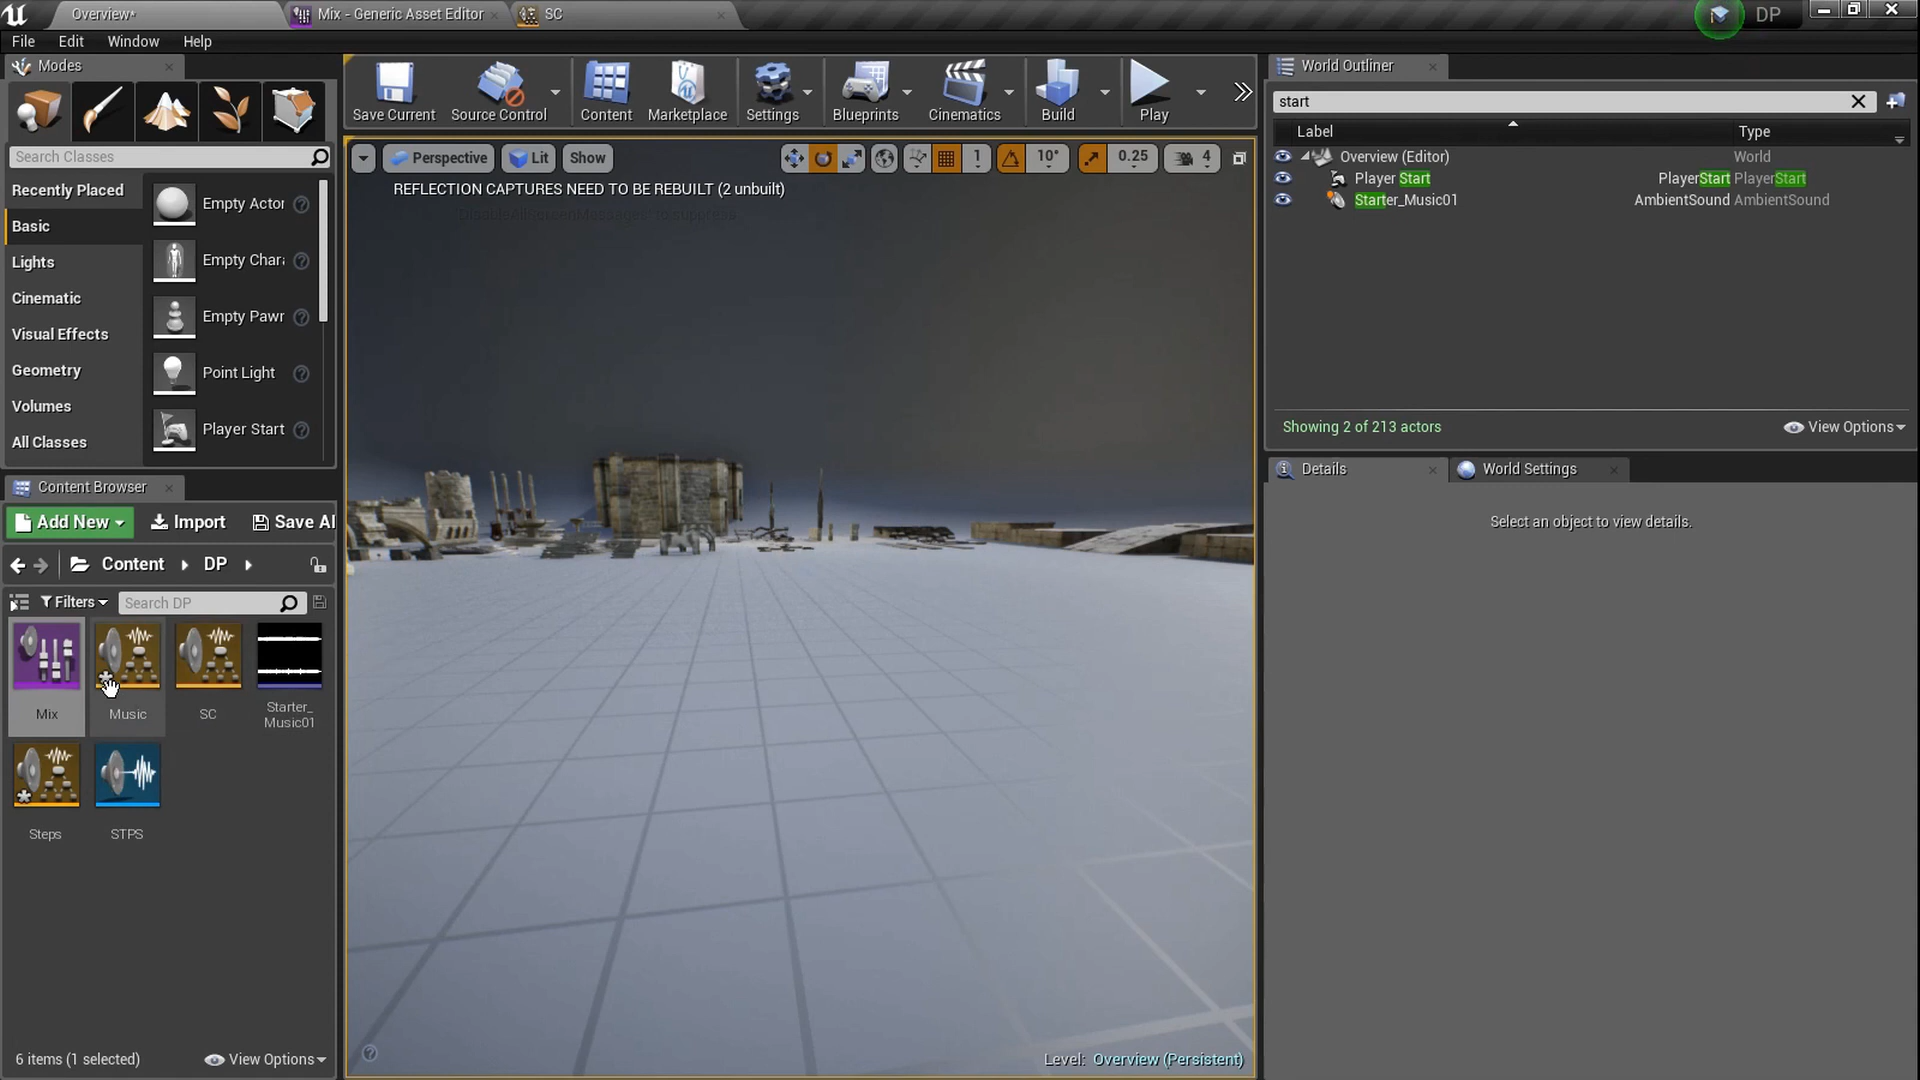 Overview*
Mix - Generic Asset Editor
SC
DP
File
Edit
Window
Help
Modes
Search Classes
Recently Placed
Basic
Lights
Cinematic
Visual Effects
Geometry
Volumes
All Classes
Empty Actor
Empty Chara
Empty Pawn
Point Light
Player Start
Save Current
Source Control
Content
Marketplace
Settings
Blueprints
Cinematics
Build
Play
Perspective
Lit
Show
1
10°
0.25
4
REFLECTION CAPTURES NEED TO BE REBUILT (2 unbuilt)
'DisableAllScreenMessages' to suppress
Level: Overview (Persistent)
World Outliner
start
Label
Type
Overview (Editor)
World
Player Start
PlayerStart PlayerStart
Starter_Music01
AmbientSound AmbientSound
Showing 2 of 213 actors
View Options
Details
World Settings
Select an object to view details.
Content Browser
Add New
Import
Save Al
Content
DP
Filters
Search DP
Mix
Music
SC
Starter_
Music01
Steps
STPS
6 items (1 selected)
View Options